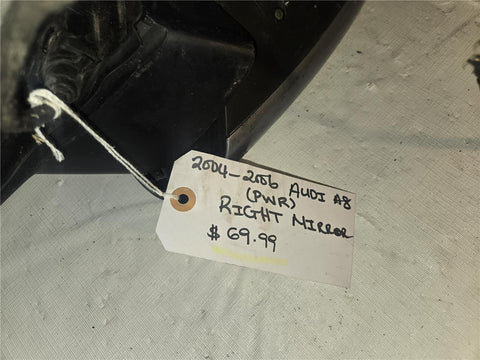 2004-2006 AUDI A8
(PWR)
RIGHT MIRROR
$ 69.99